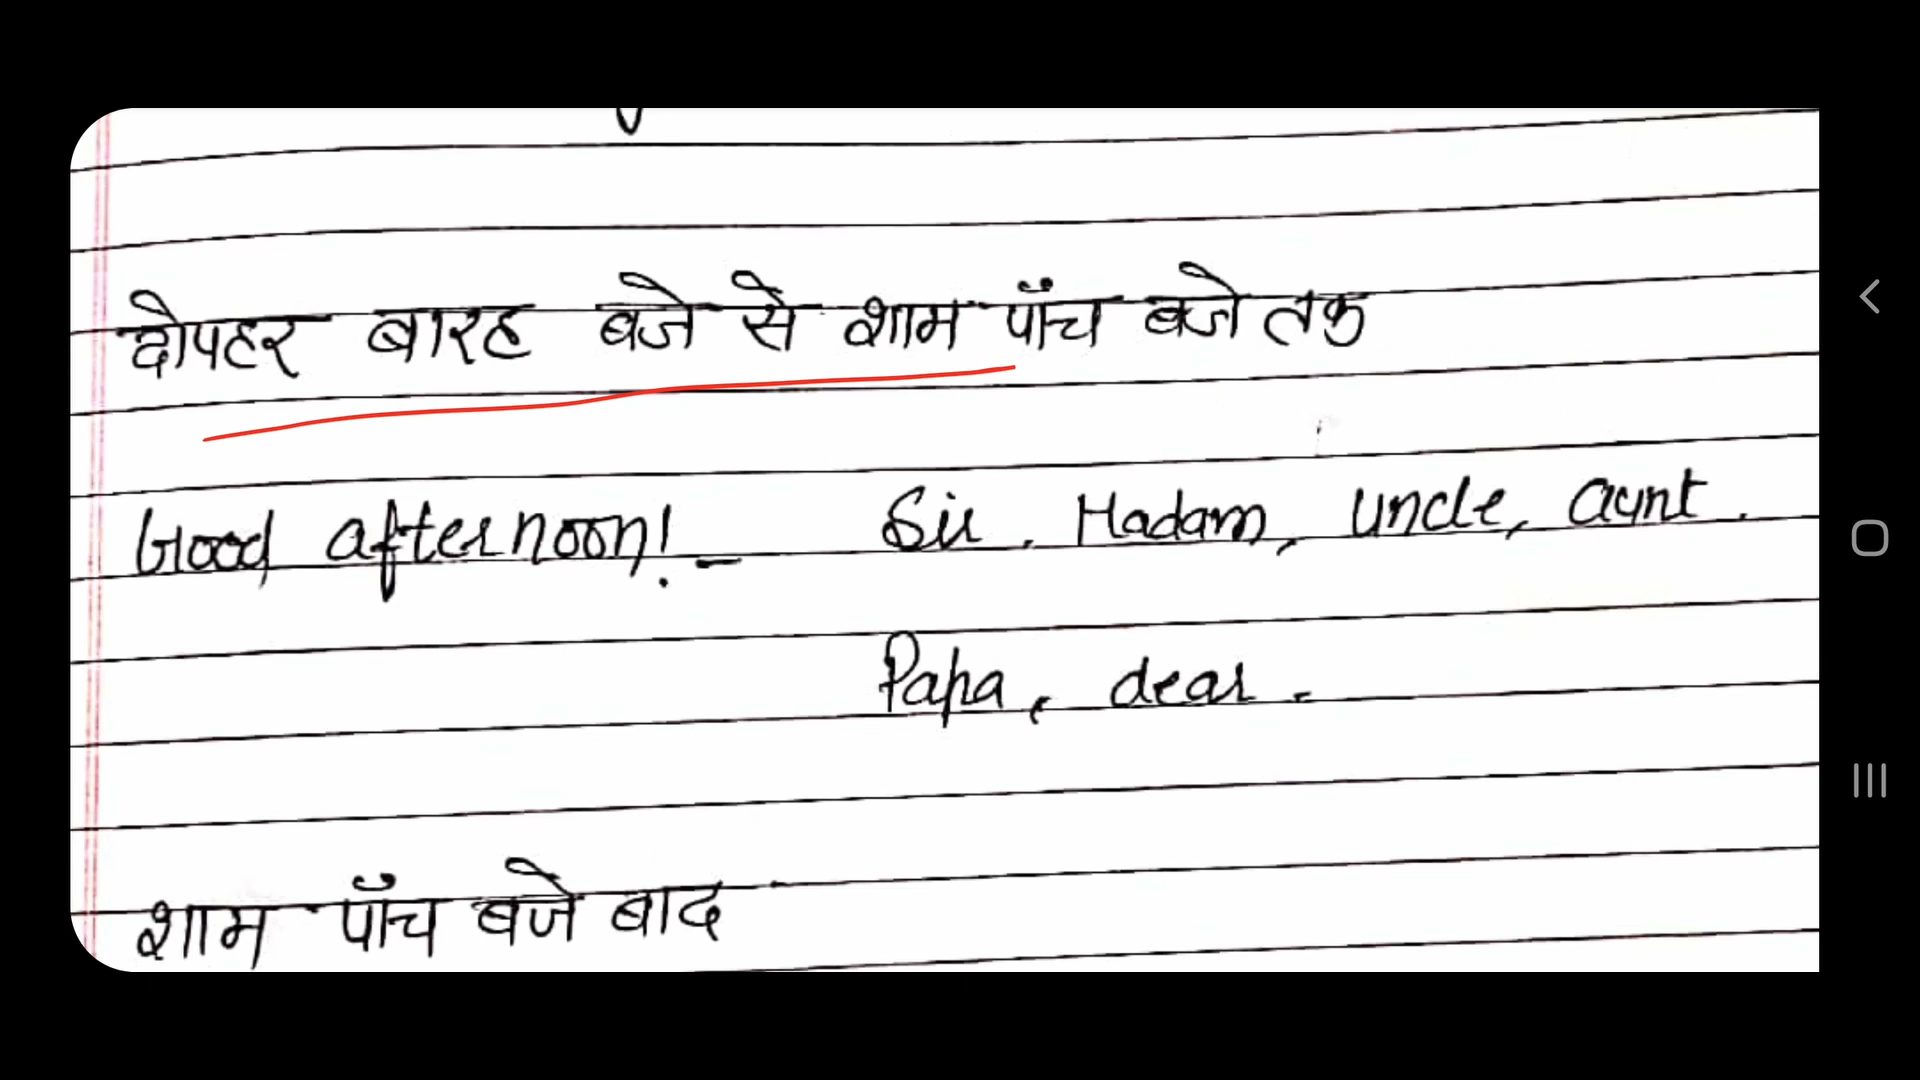 दोपहर बारह बजे से शाम पाँच बजे तक
Good afternoon! - Sir, Madam, uncle, aunt.
Papa, dear.
शाम पाँच बजे बाद